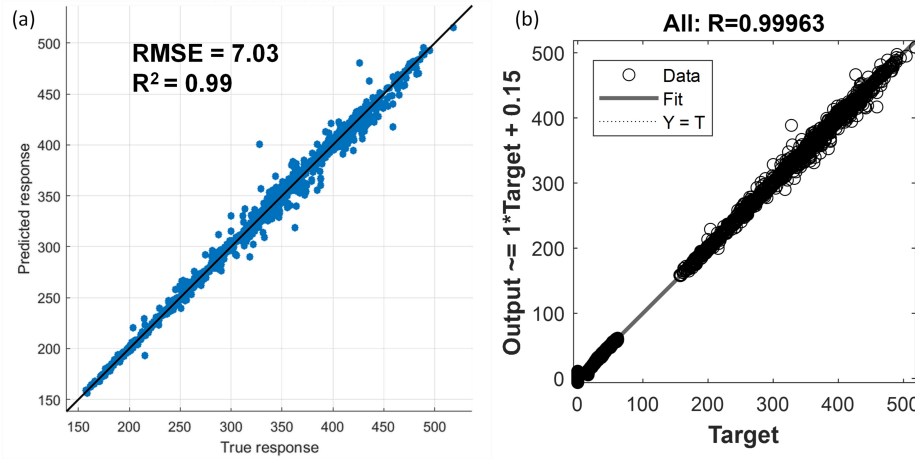 (a)
RMSE = 7.03
R² = 0.99
500
450
400
350
300
250
200
150
150 200 250 300 350 400 450 500
Predicted response
True response
(b)
All: R=0.99963
Data
Fit
Y = T
500
400
300
200
100
0
0 100 200 300 400 500
Output ~= 1*Target + 0.15
Target